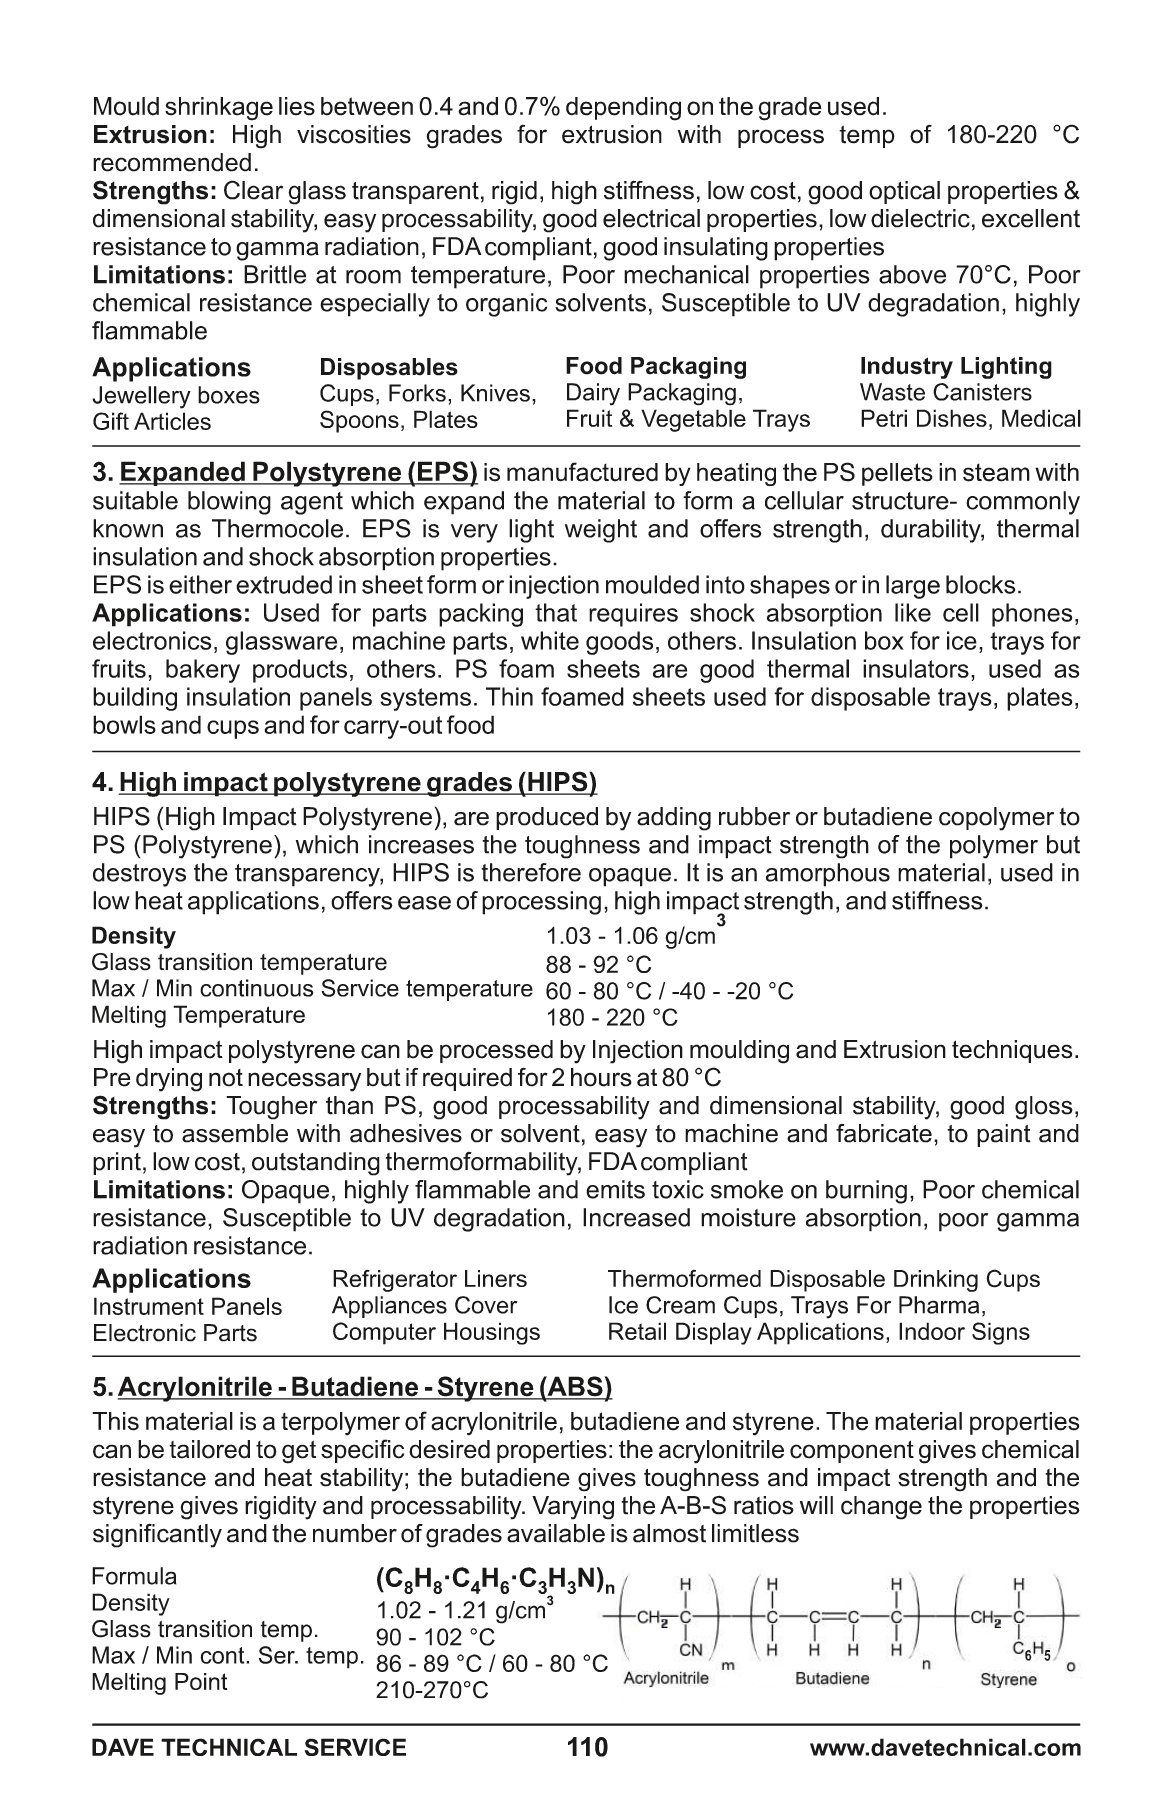 Mould shrinkage lies between 0.4 and 0.7% depending on the grade used.
Extrusion: High viscosities grades for extrusion with process temp of 180-220 °C
recommended.
Strengths: Clear glass transparent, rigid, high stiffness, low cost, good optical properties &
dimensional stability, easy processability, good electrical properties, low dielectric, excellent
resistance to gamma radiation, FDA compliant, good insulating properties
Limitations: Brittle at room temperature, Poor mechanical properties above 70°C, Poor
chemical resistance especially to organic solvents, Susceptible to UV degradation, highly
flammable
Applications Disposables Food Packaging Industry Lighting
Jewellery boxes Cups, Forks, Knives, Dairy Packaging, Waste Canisters
Gift Articles Spoons, Plates Fruit & Vegetable Trays Petri Dishes, Medical
3. Expanded Polystyrene (EPS) is manufactured by heating the PS pellets in steam with
suitable blowing agent which expand the material to form a cellular structure- commonly
known as Thermocole. EPS is very light weight and offers strength, durability, thermal
insulation and shock absorption properties.
EPS is either extruded in sheet form or injection moulded into shapes or in large blocks.
Applications: Used for parts packing that requires shock absorption like cell phones,
electronics, glassware, machine parts, white goods, others. Insulation box for ice, trays for
fruits, bakery products, others. PS foam sheets are good thermal insulators, used as
building insulation panels systems. Thin foamed sheets used for disposable trays, plates,
bowls and cups and for carry-out food
4. High impact polystyrene grades (HIPS)
HIPS (High Impact Polystyrene), are produced by adding rubber or butadiene copolymer to
PS (Polystyrene), which increases the toughness and impact strength of the polymer but
destroys the transparency, HIPS is therefore opaque. It is an amorphous material, used in
low heat applications, offers ease of processing, high impact strength, and stiffness.
Density 1.03 - 1.06 g/cm³
Glass transition temperature 88 - 92 °C
Max / Min continuous Service temperature 60 - 80 °C / -40 - -20 °C
Melting Temperature 180 - 220 °C
High impact polystyrene can be processed by Injection moulding and Extrusion techniques.
Pre drying not necessary but if required for 2 hours at 80 °C
Strengths: Tougher than PS, good processability and dimensional stability, good gloss,
easy to assemble with adhesives or solvent, easy to machine and fabricate, to paint and
print, low cost, outstanding thermoformability, FDA compliant
Limitations: Opaque, highly flammable and emits toxic smoke on burning, Poor chemical
resistance, Susceptible to UV degradation, Increased moisture absorption, poor gamma
radiation resistance.
Applications Refrigerator Liners Thermoformed Disposable Drinking Cups
Instrument Panels Appliances Cover Ice Cream Cups, Trays For Pharma,
Electronic Parts Computer Housings Retail Display Applications, Indoor Signs
5. Acrylonitrile - Butadiene - Styrene (ABS)
This material is a terpolymer of acrylonitrile, butadiene and styrene. The material properties
can be tailored to get specific desired properties: the acrylonitrile component gives chemical
resistance and heat stability; the butadiene gives toughness and impact strength and the
styrene gives rigidity and processability. Varying the A-B-S ratios will change the properties
significantly and the number of grades available is almost limitless
Formula (C₈H₈·C₄H₆·C₃H₃N)ₙ
Density 1.02 - 1.21 g/cm³
Glass transition temp. 90 - 102 °C
Max / Min cont. Ser. temp. 86 - 89 °C / 60 - 80 °C
Melting Point 210-270°C
H H H H
CH₂ C C C C C CH₂ C
CN H H H H C₆H₅
m n o
Acrylonitrile Butadiene Styrene
DAVE TECHNICAL SERVICE 110 www.davetechnical.com